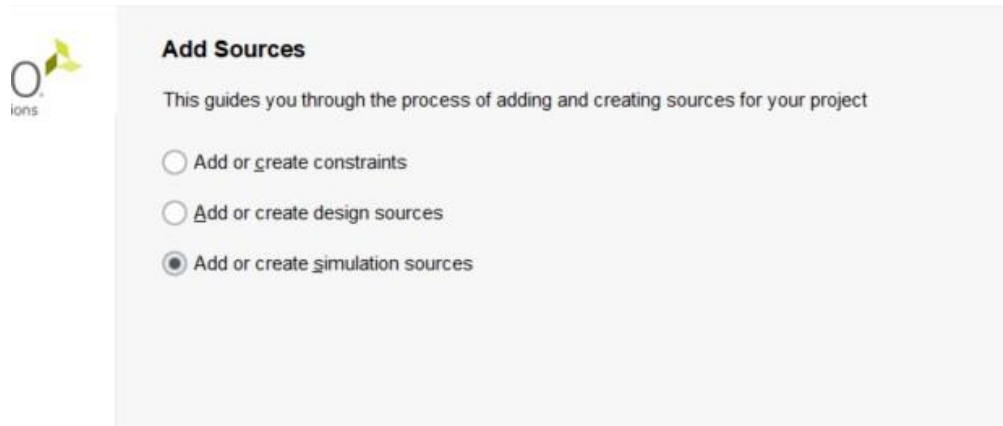 Add Sources
This guides you through the process of adding and creating sources for your project
Add or create constraints
Add or create design sources
Add or create simulation sources